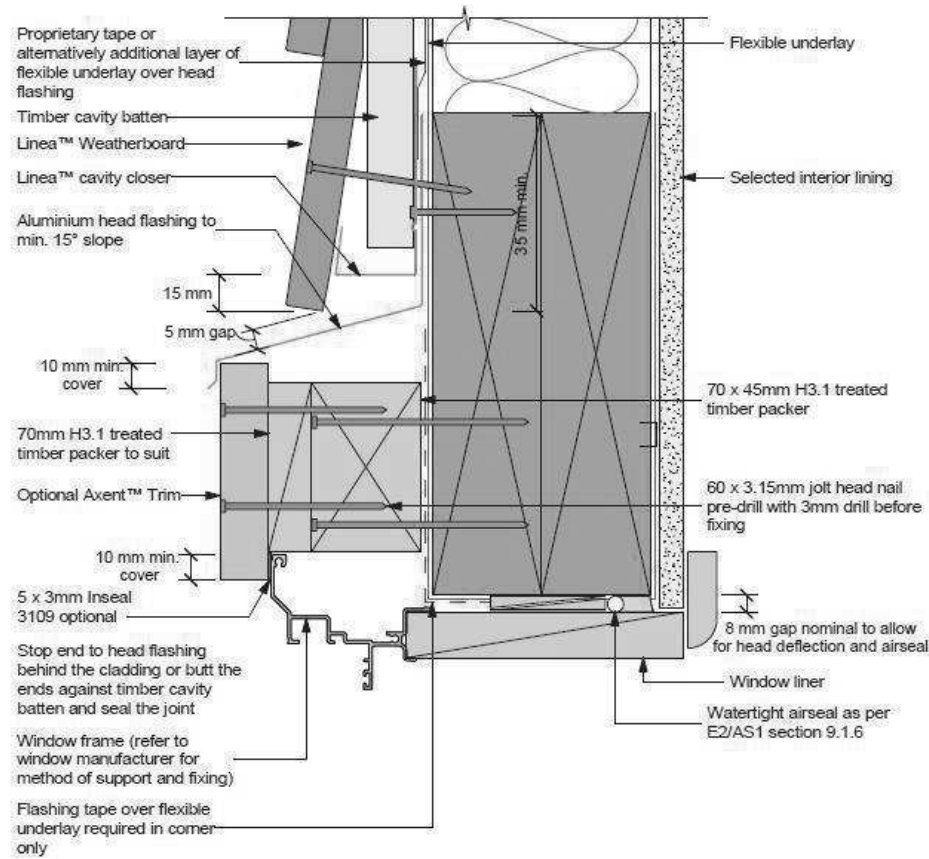 Proprietary tape or
alternatively additional layer of
flexible underlay over head
flashing
Timber cavity batten
Linea™ Weatherboard
Linea™ cavity closer
Aluminium head flashing to
min. 15° slope
15 mm
5 mm gap
10 mm min.
cover
70mm H3.1 treated
timber packer to suit
Optional Axent™ Trim
10 mm min.
cover
5 x 3mm Inseal
3109 optional
Stop end to head flashing
behind the cladding or butt the
ends against timber cavity
batten and seal the joint
Window frame (refer to
window manufacturer for
method of support and fixing)
Flashing tape over flexible
underlay required in corner
only
35 mm min.
Flexible underlay
Selected interior lining
70 x 45mm H3.1 treated
timber packer
60 x 3.15mm jolt head nail
pre-drill with 3mm drill before
fixing
8 mm gap nominal to allow
for head deflection and airseal
Window liner
Watertight airseal as per
E2/AS1 section 9.1.6